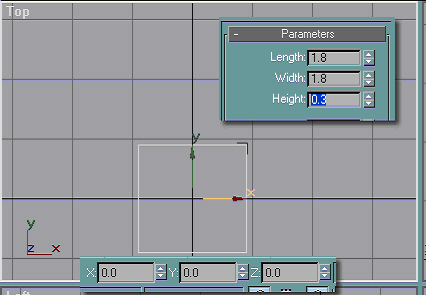 Top
- Parameters
Length: 1.8
Width: 1.8
Height: 0.3
y
x
y
z x
X: 0.0 Y: 0.0 Z: 0.0